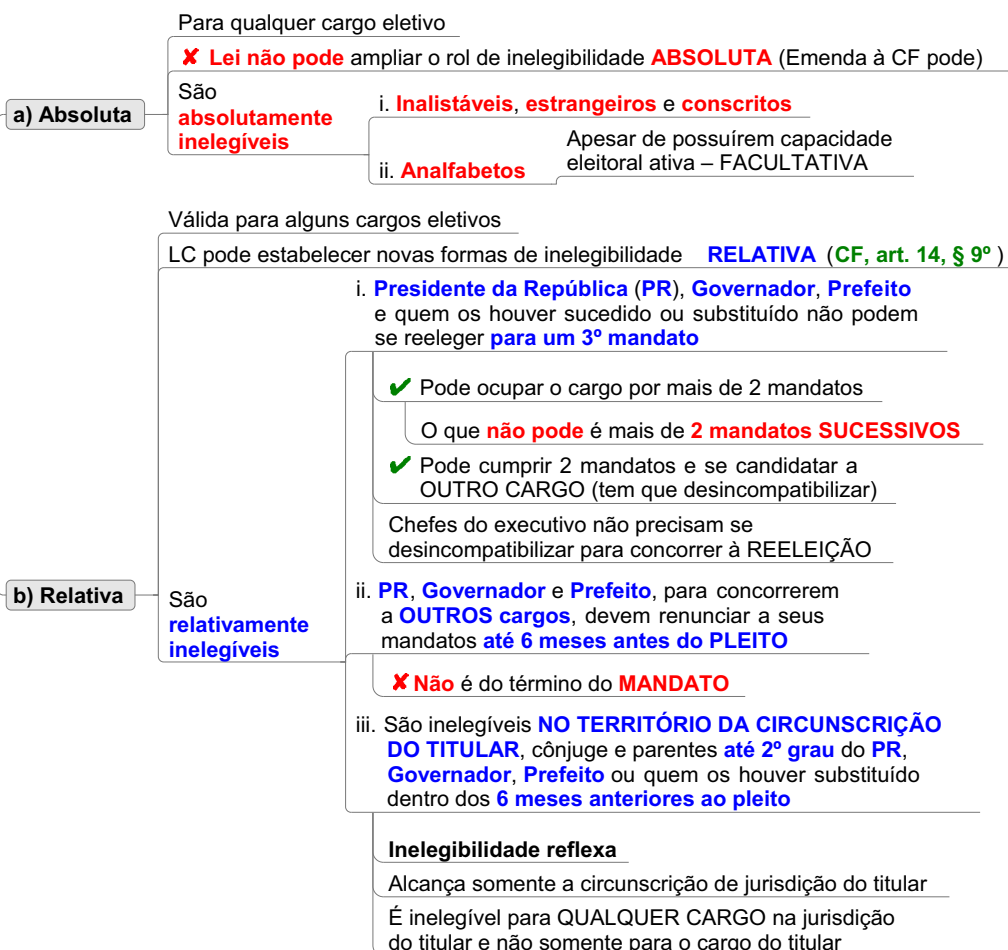 Para qualquer cargo eletivo
✘ Lei não pode ampliar o rol de inelegibilidade ABSOLUTA (Emenda à CF pode)
a) Absoluta
São
absolutamente
inelegíveis
i. Inalistáveis, estrangeiros e conscritos
ii. Analfabetos
Apesar de possuírem capacidade
eleitoral ativa – FACULTATIVA
Válida para alguns cargos eletivos
LC pode estabelecer novas formas de inelegibilidade RELATIVA (CF, art. 14, § 9º )
b) Relativa
São
relativamente
inelegíveis
i. Presidente da República (PR), Governador, Prefeito
e quem os houver sucedido ou substituído não podem
se reeleger para um 3º mandato
✔ Pode ocupar o cargo por mais de 2 mandatos
O que não pode é mais de 2 mandatos SUCESSIVOS
✔ Pode cumprir 2 mandatos e se candidatar a
OUTRO CARGO (tem que desincompatibilizar)
Chefes do executivo não precisam se
desincompatibilizar para concorrer à REELEIÇÃO
ii. PR, Governador e Prefeito, para concorrerem
a OUTROS cargos, devem renunciar a seus
mandatos até 6 meses antes do PLEITO
✘ Não é do término do MANDATO
iii. São inelegíveis NO TERRITÓRIO DA CIRCUNSCRIÇÃO
DO TITULAR, cônjuge e parentes até 2º grau do PR,
Governador, Prefeito ou quem os houver substituído
dentro dos 6 meses anteriores ao pleito
Inelegibilidade reflexa
Alcança somente a circunscrição de jurisdição do titular
É inelegível para QUALQUER CARGO na jurisdição
do titular e não somente para o cargo do titular